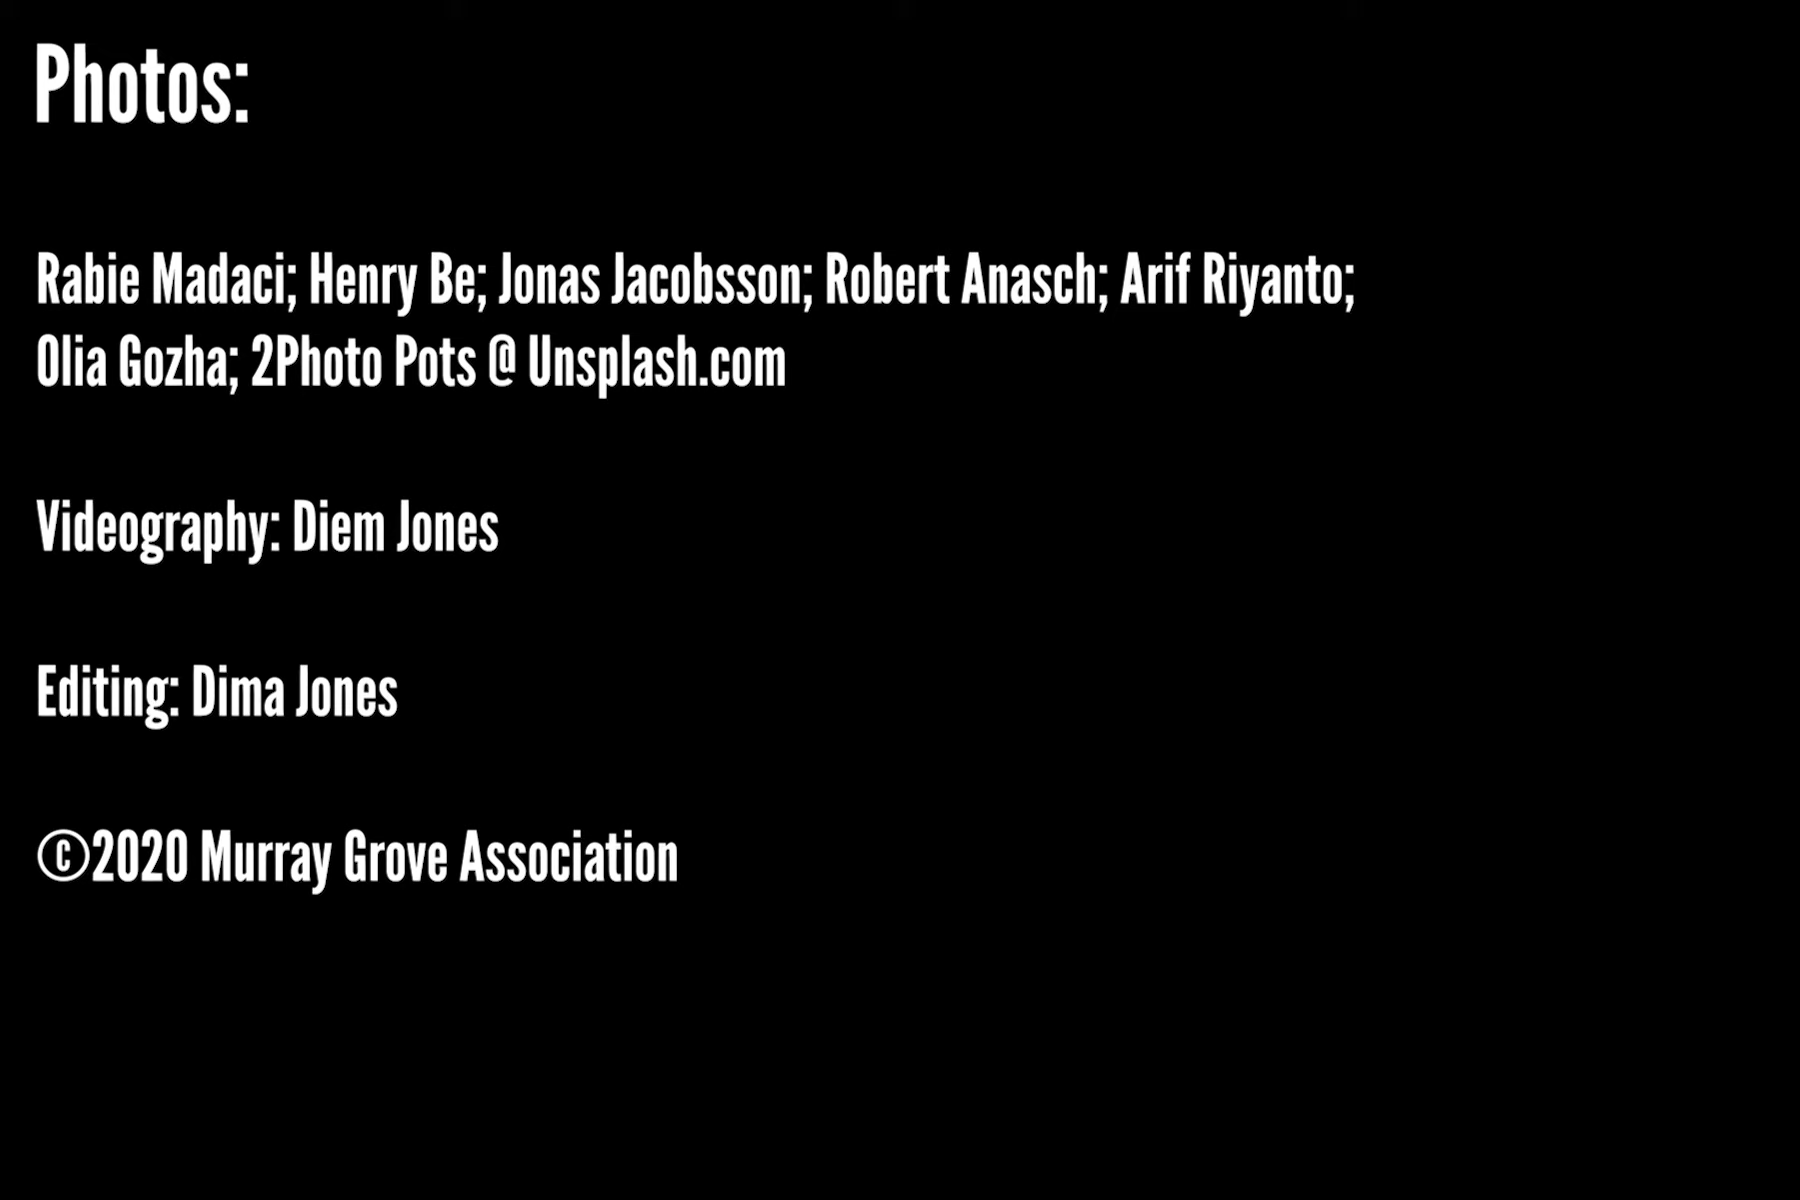 Photos:
Rabie Madaci; Henry Be; Jonas Jacobsson; Robert Anasch; Arif Riyanto;
Olia Gozha; 2Photo Pots @ Unsplash.com
Videography: Diem Jones
Editing: Dima Jones
©2020 Murray Grove Association